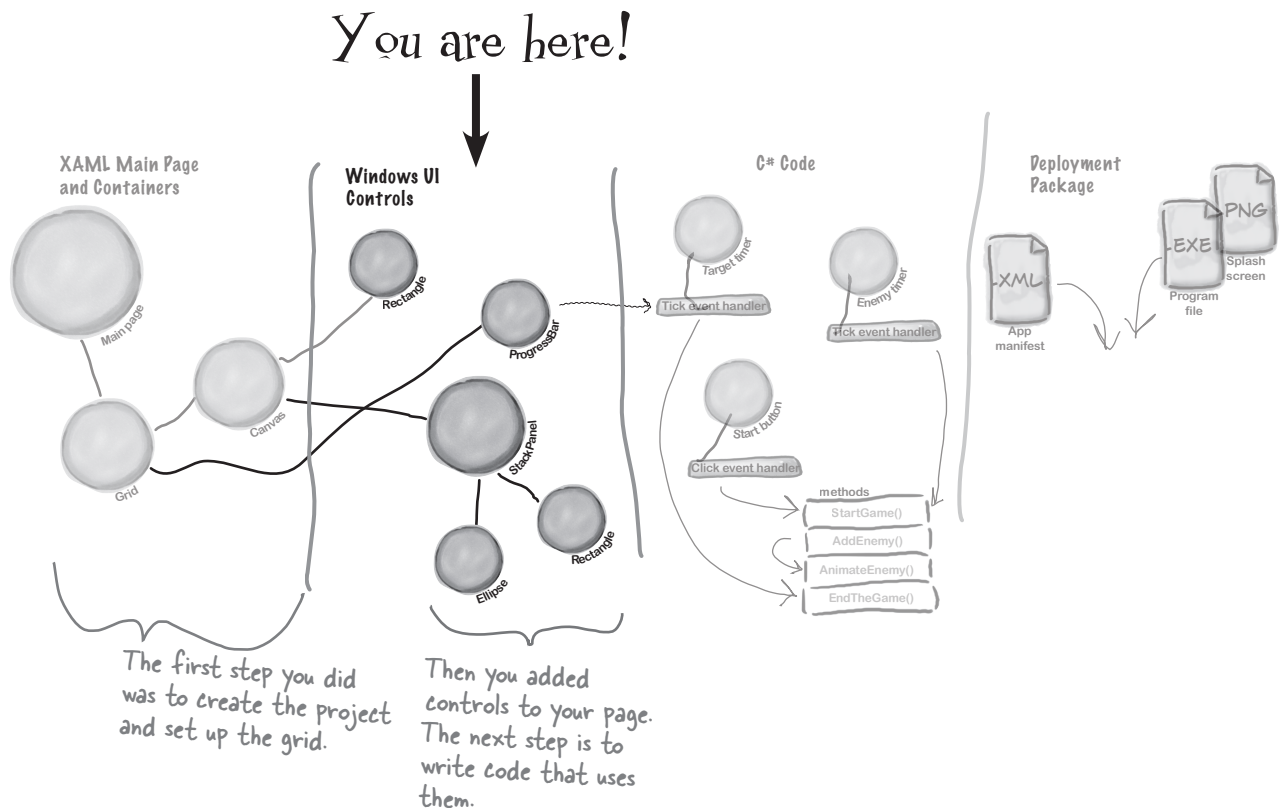 You are here!
XAML Main Page
and Containers
Main page
Grid
Canvas
Windows UI
Controls
Rectangle
ProgressBar
StackPanel
Ellipse
Rectangle
C# Code
Target timer
Tick event handler
Enemy timer
Tick event handler
Start button
Click event handler
methods
StartGame()
AddEnemy()
AnimateEnemy()
EndTheGame()
Deployment
Package
.XML
App
manifest
.EXE
Program
file
PNG
Splash
screen
The first step you did
was to create the project
and set up the grid.
Then you added
controls to your page.
The next step is to
write code that uses
them.